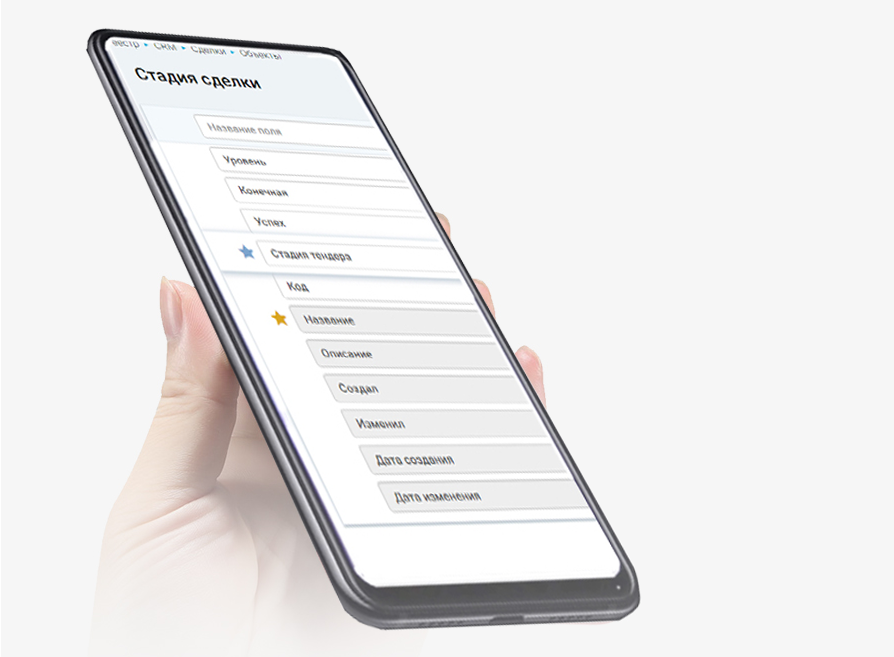 еестр • CRM • Сделки • Объекты
Стадия сделки
Название поля
Уровень
Конечная
Успех
Стадия тендера
Код
Название
Описание
Создал
Изменил
Дата создания
Дата изменения